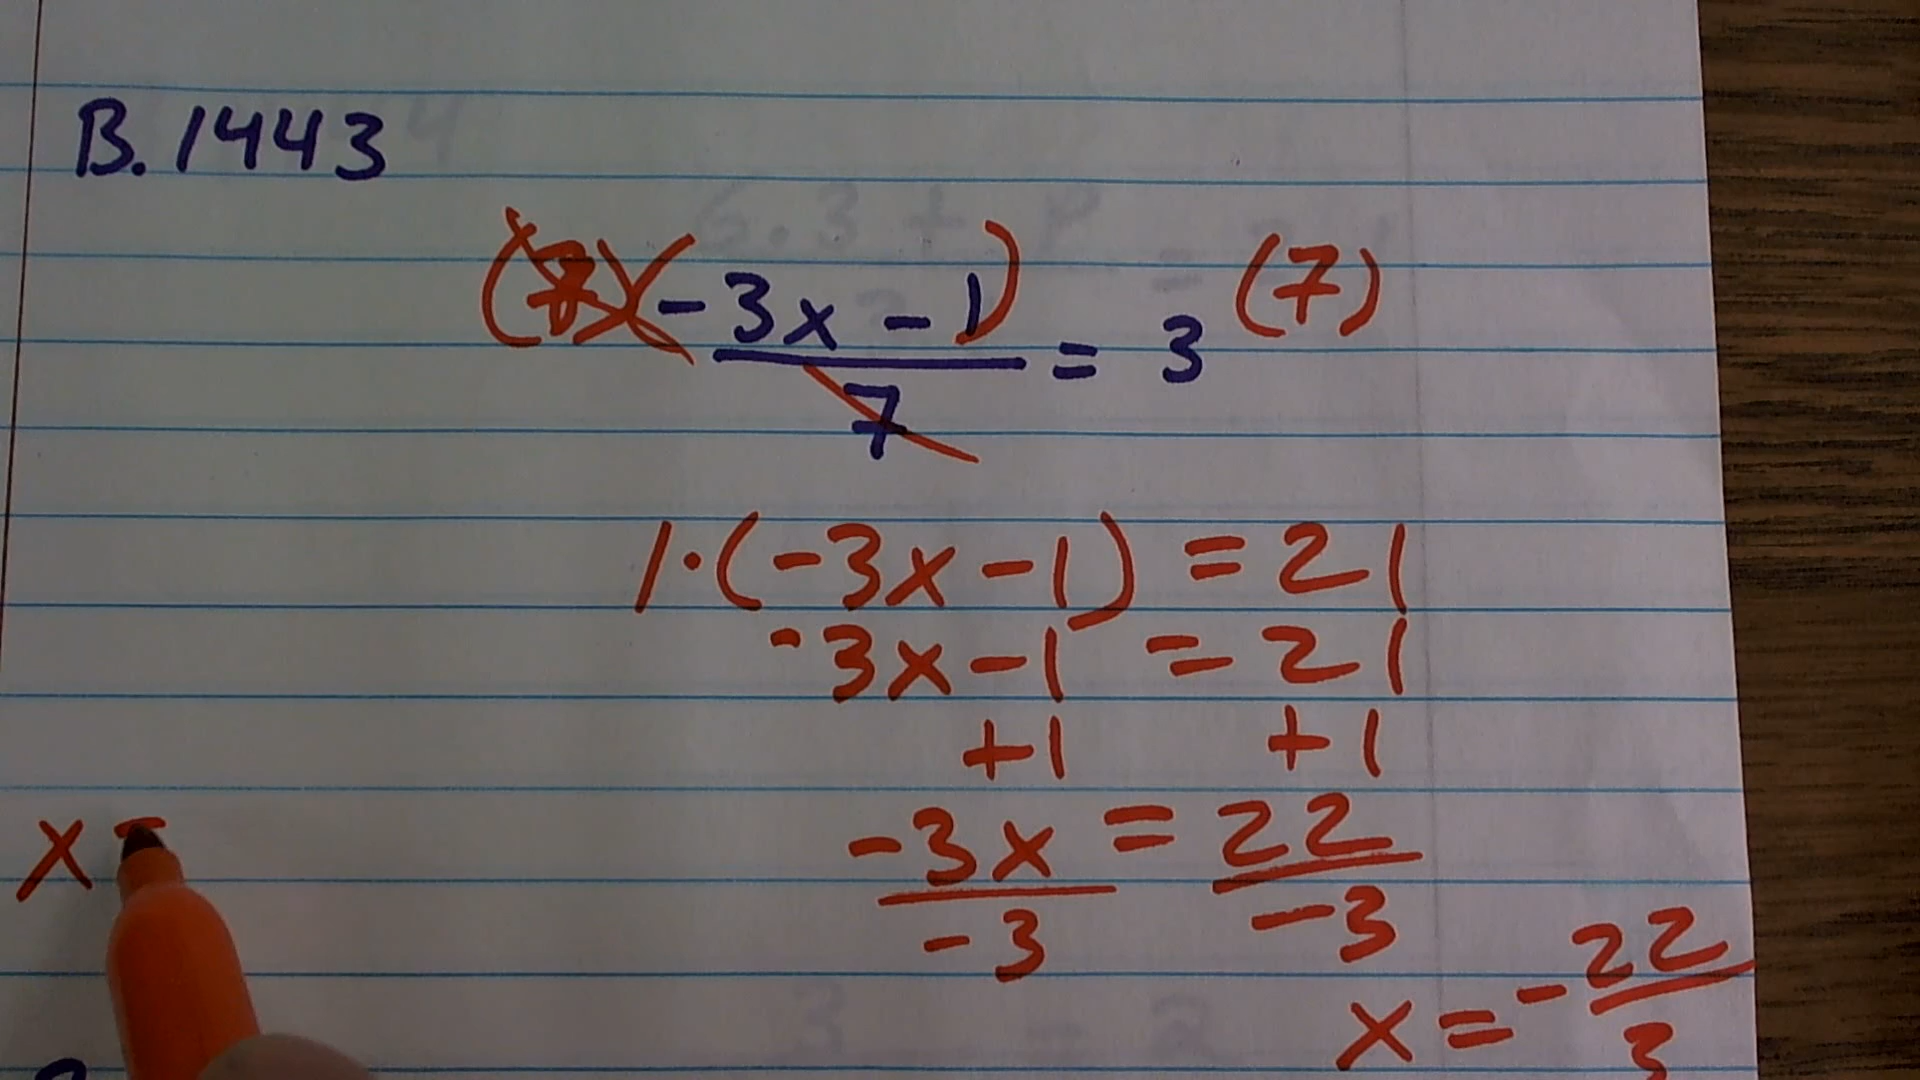 B. 1443
(7)(-3x - 1) = 3 (7)
7
1·(-3x - 1) = 21
-3x - 1 = 21
+1 +1
-3x = 22
-3 -3
x = -22
3
x =